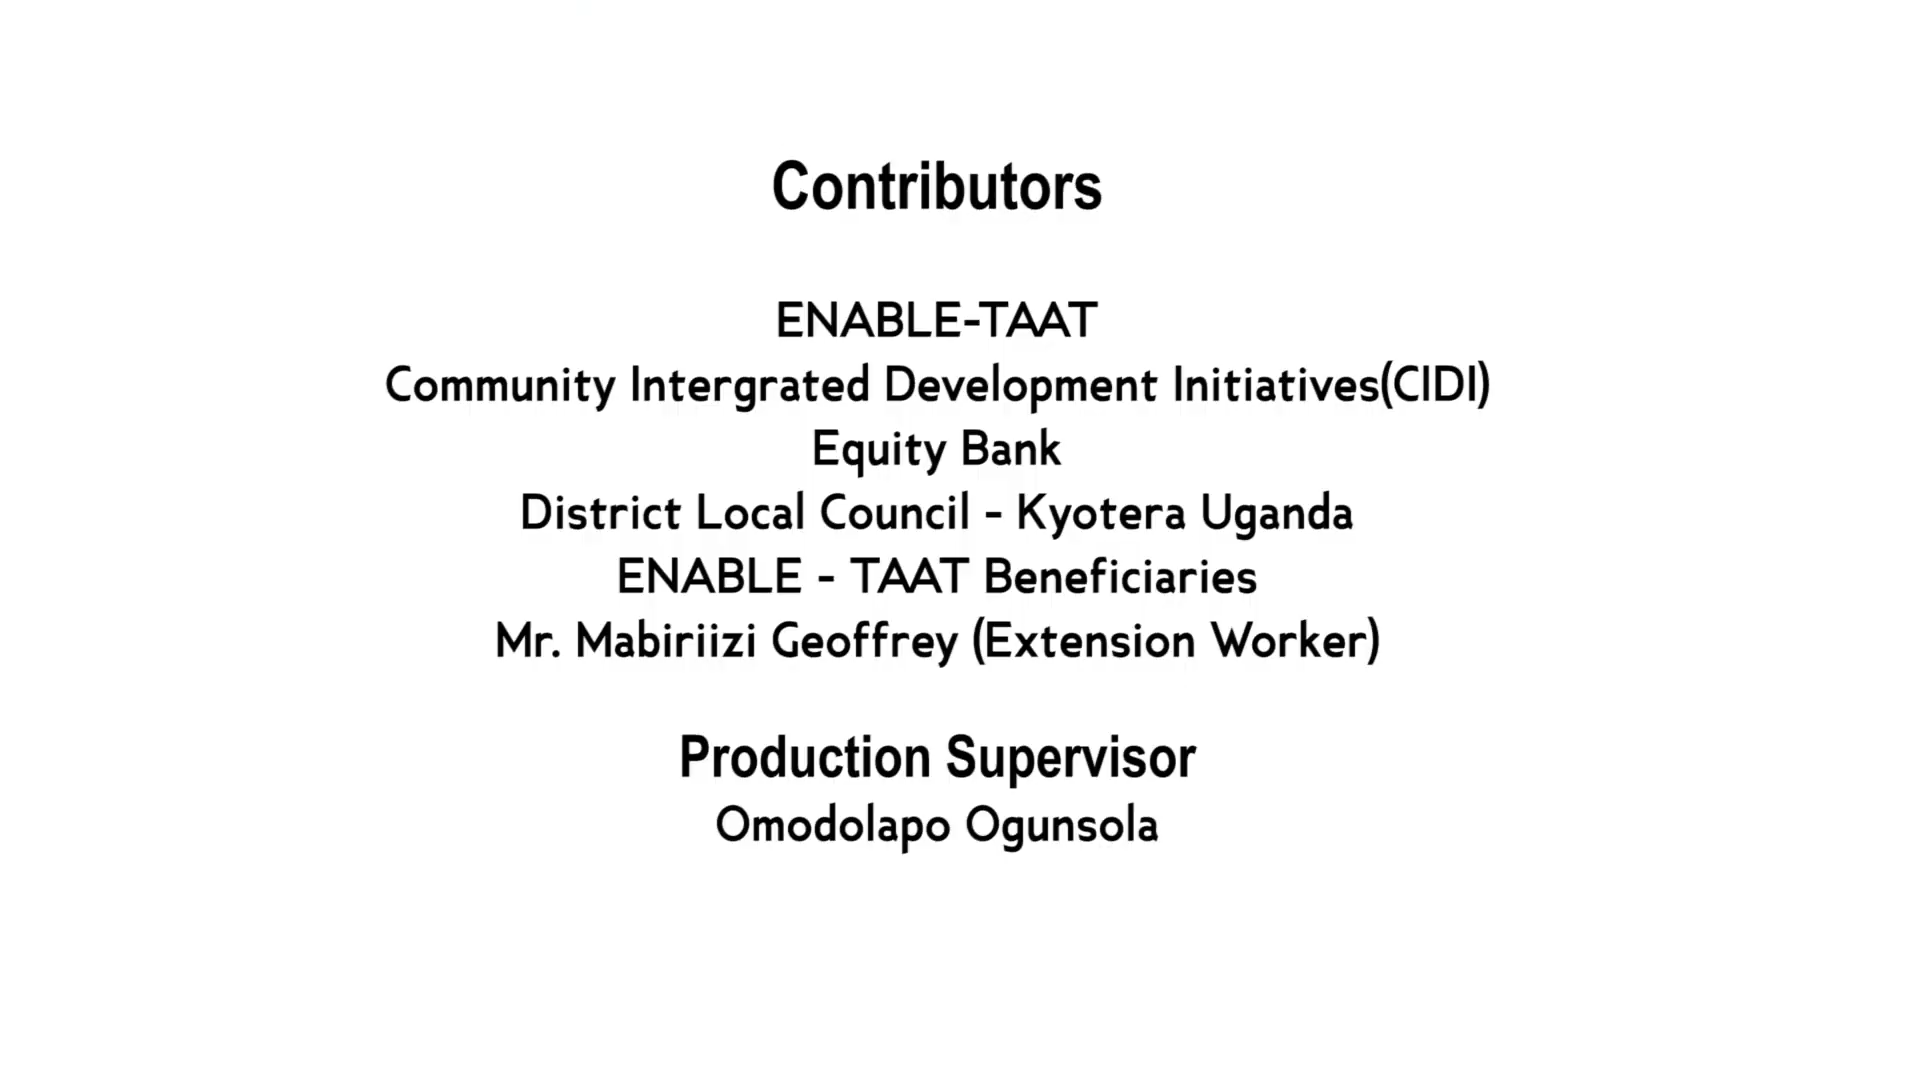 Contributors
ENABLE-TAAT
Community Intergrated Development Initiatives(CIDI)
Equity Bank
District Local Council - Kyotera Uganda
ENABLE - TAAT Beneficiaries
Mr. Mabiriizi Geoffrey (Extension Worker)
Production Supervisor
Omodolapo Ogunsola